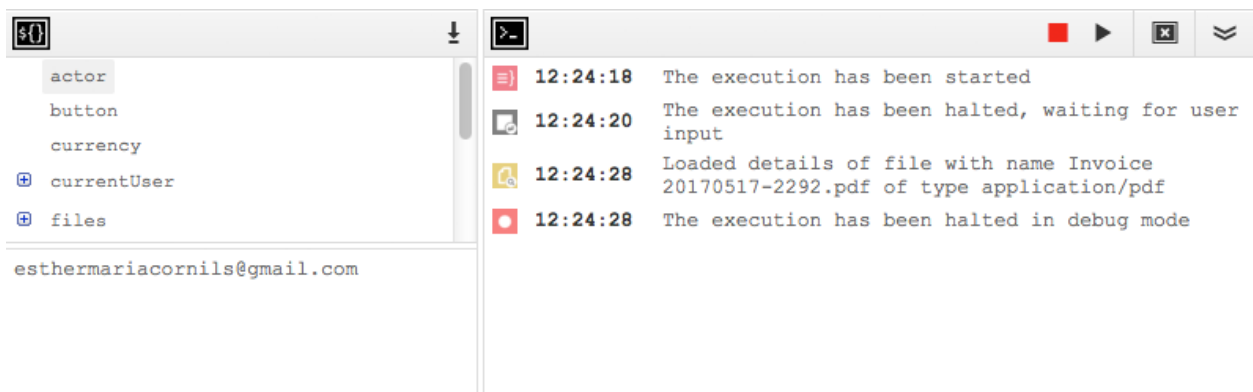 ${}
actor
button
currency
currentUser
files
esthermariacornils@gmail.com
>_
12:24:18 The execution has been started
12:24:20 The execution has been halted, waiting for user
input
12:24:28 Loaded details of file with name Invoice
20170517-2292.pdf of type application/pdf
12:24:28 The execution has been halted in debug mode